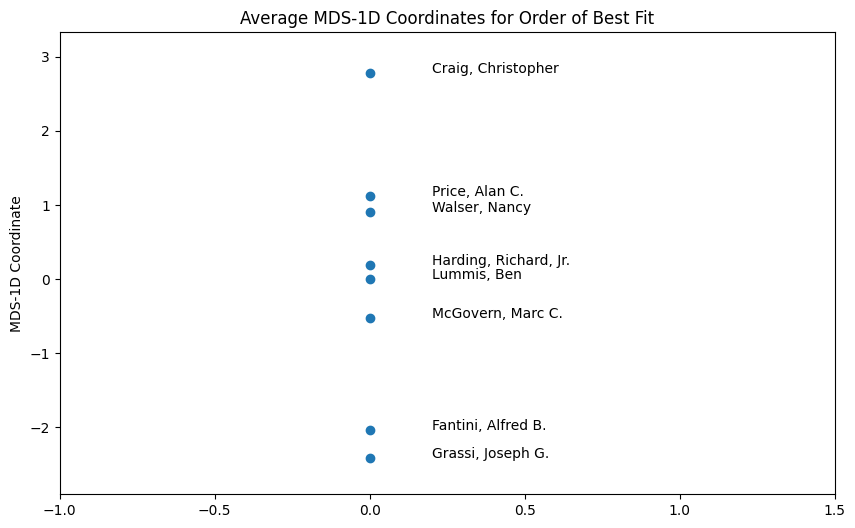 Average MDS-1D Coordinates for Order of Best Fit
MDS-1D Coordinate
3
2
1
0
−1
−2
Craig, Christopher
Price, Alan C.
Walser, Nancy
Harding, Richard, Jr.
Lummis, Ben
McGovern, Marc C.
Fantini, Alfred B.
Grassi, Joseph G.
−1.0
−0.5
0.0
0.5
1.0
1.5